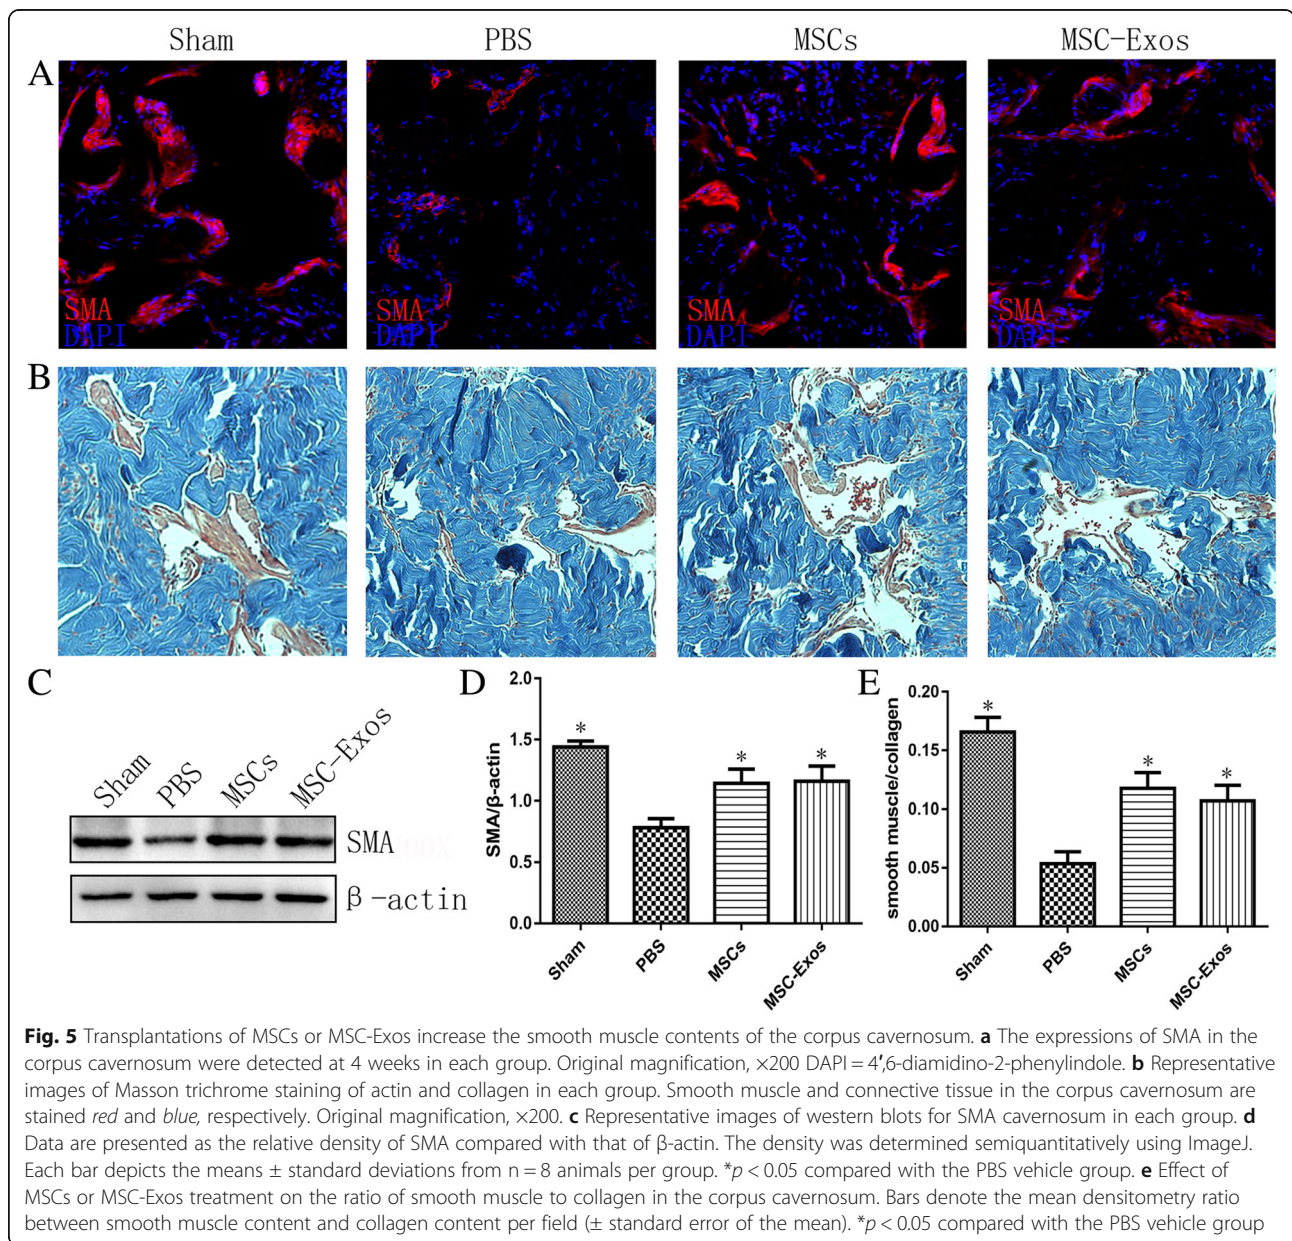 Sham PBS MSCs MSC-Exos
A
SMA
DAPI
SMA
DAPI
SMA
DAPI
SMA
DAPI
B
C
Sham PBS MSCs MSC-Exos
SMA
β-actin
D
SMA/β-actin
2.0
1.5
1.0
0.5
0.0
* * *
Sham PBS MSCs MSC-Exos
E
smooth muscle/collagen
0.20
0.15
0.10
0.05
0.00
* * *
Sham PBS MSCs MSC-Exos
Fig. 5 Transplantations of MSCs or MSC-Exos increase the smooth muscle contents of the corpus cavernosum. a The expressions of SMA in the
corpus cavernosum were detected at 4 weeks in each group. Original magnification, ×200 DAPI = 4′,6-diamidino-2-phenylindole. b Representative
images of Masson trichrome staining of actin and collagen in each group. Smooth muscle and connective tissue in the corpus cavernosum are
stained red and blue, respectively. Original magnification, ×200. c Representative images of western blots for SMA cavernosum in each group. d
Data are presented as the relative density of SMA compared with that of β-actin. The density was determined semiquantitatively using ImageJ.
Each bar depicts the means ± standard deviations from n = 8 animals per group. *p < 0.05 compared with the PBS vehicle group. e Effect of
MSCs or MSC-Exos treatment on the ratio of smooth muscle to collagen in the corpus cavernosum. Bars denote the mean densitometry ratio
between smooth muscle content and collagen content per field (± standard error of the mean). *p < 0.05 compared with the PBS vehicle group